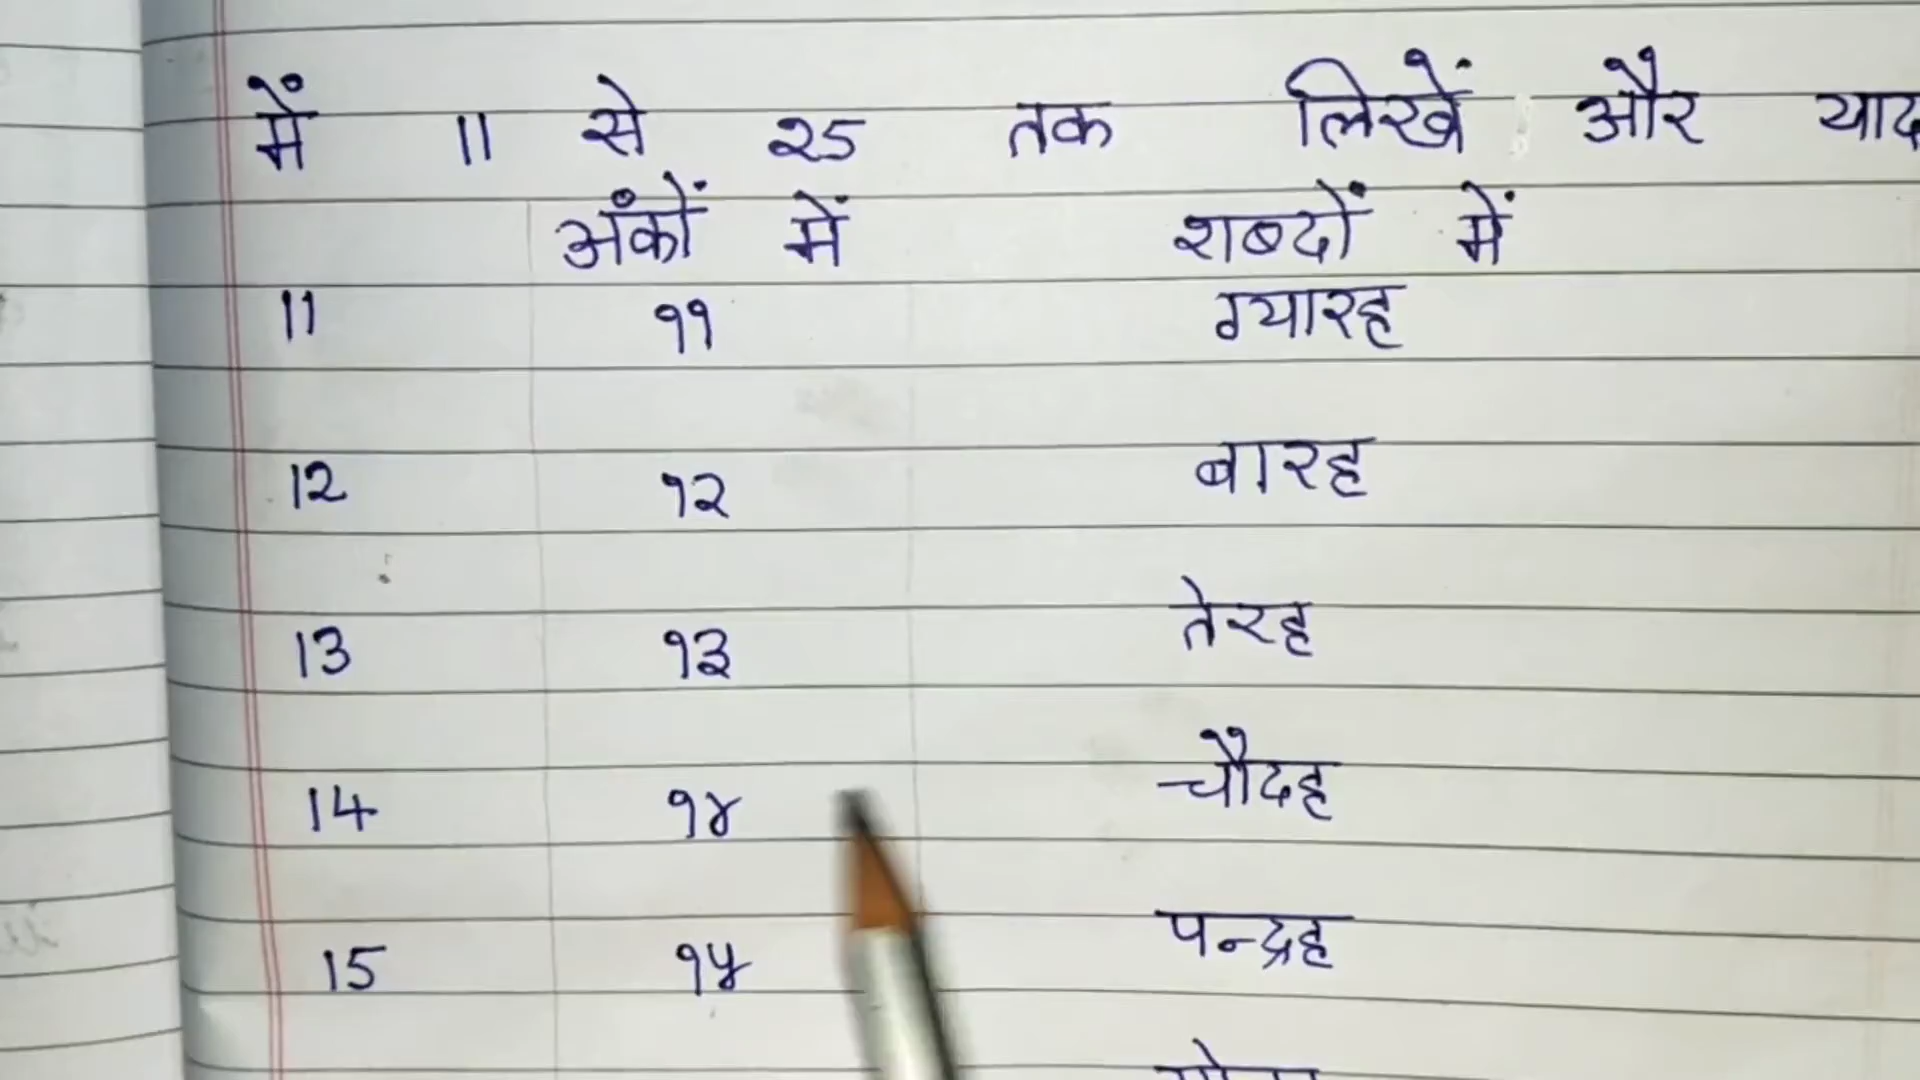 में 11 से 25 तक लिखें और याद
अंकों में शब्दों में
11 ११ ग्यारह
12 १२ बारह
13 १३ तेरह
14 १४ चौदह
15 १५ पन्द्रह